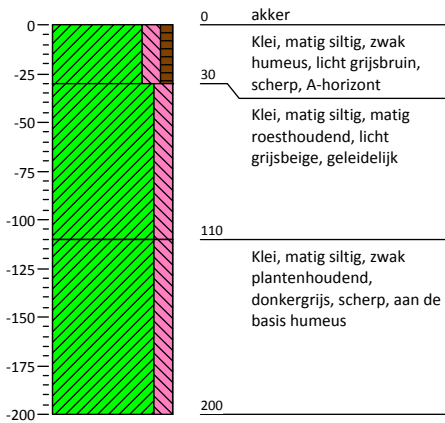 0
-25
-50
-75
-100
-125
-150
-175
-200
0
akker
Klei, matig siltig, zwak
humeus, licht grijsbruin,
scherp, A-horizont
30
Klei, matig siltig, matig
roesthoudend, licht
grijsbeige, geleidelijk
110
Klei, matig siltig, zwak
plantenhoudend,
donkergrijs, scherp, aan de
basis humeus
200